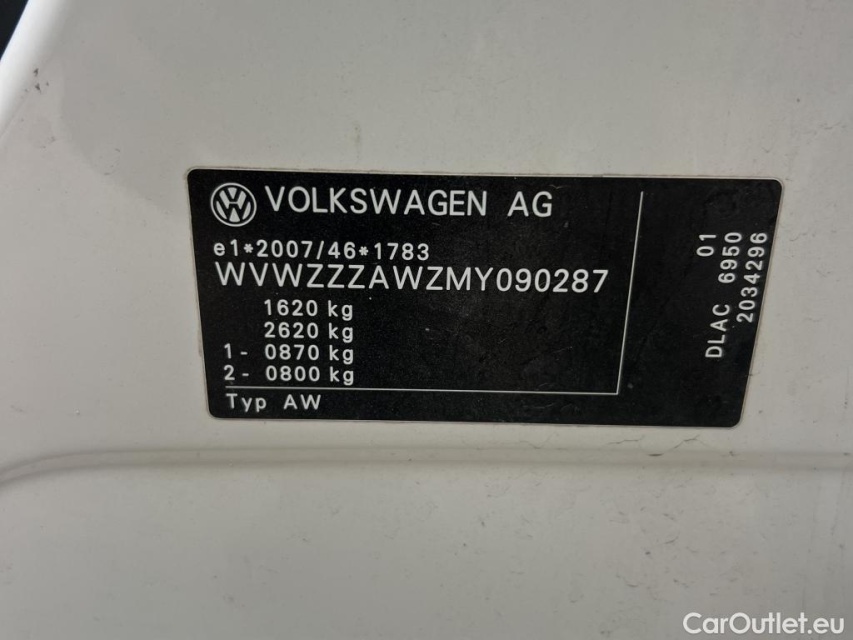 VOLKSWAGEN AG
e1*2007/46*1783
WVWZZZAWZMY090287
1620 kg
2620 kg
1- 0870 kg
2- 0800 kg
Typ AW
01
DLAC 6950
2034296
CarOutlet.eu